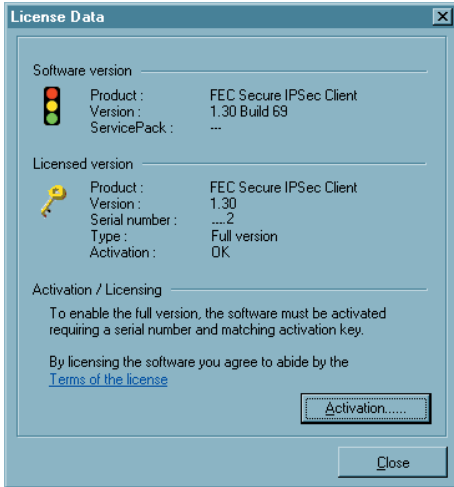 License Data
Software version
Product : FEC Secure IPSec Client
Version : 1.30 Build 69
ServicePack : ---
Licensed version
Product : FEC Secure IPSec Client
Version : 1.30
Serial number : ....2
Type : Full version
Activation : OK
Activation / Licensing
To enable the full version, the software must be activated
requiring a serial number and matching activation key.
By licensing the software you agree to abide by the
Terms of the license
Activation......
Close